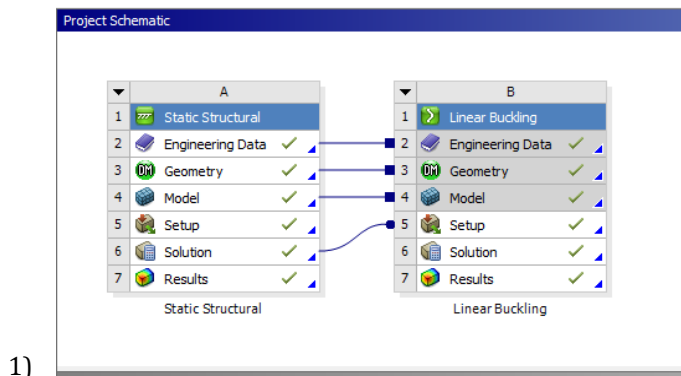 Project Schematic
A
1 Static Structural
2 Engineering Data
3 Geometry
4 Model
5 Setup
6 Solution
7 Results
Static Structural
B
1 Linear Buckling
2 Engineering Data
3 Geometry
4 Model
5 Setup
6 Solution
7 Results
Linear Buckling
1)